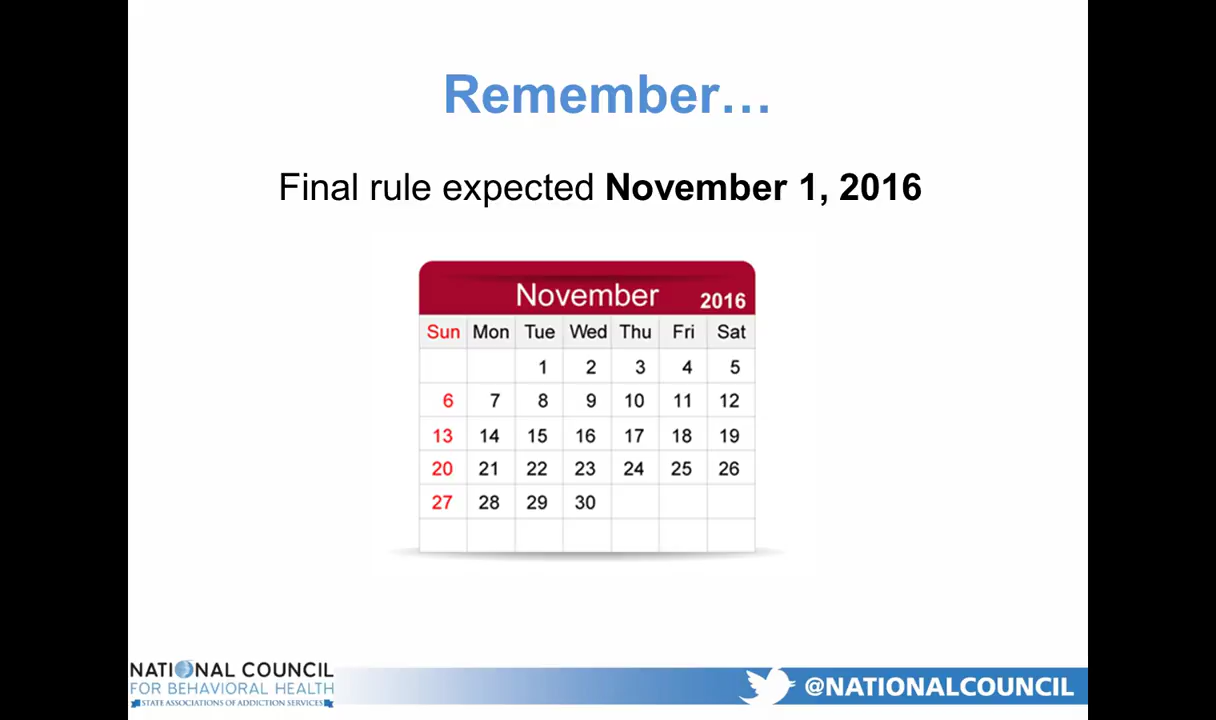 Remember…
Final rule expected November 1, 2016
November 2016
Sun Mon Tue Wed Thu Fri Sat
1 2 3 4 5
6 7 8 9 10 11 12
13 14 15 16 17 18 19
20 21 22 23 24 25 26
27 28 29 30
NATIONAL COUNCIL
FOR BEHAVIORAL HEALTH
STATE ASSOCIATIONS OF ADDICTION SERVICES
@NATIONALCOUNCIL